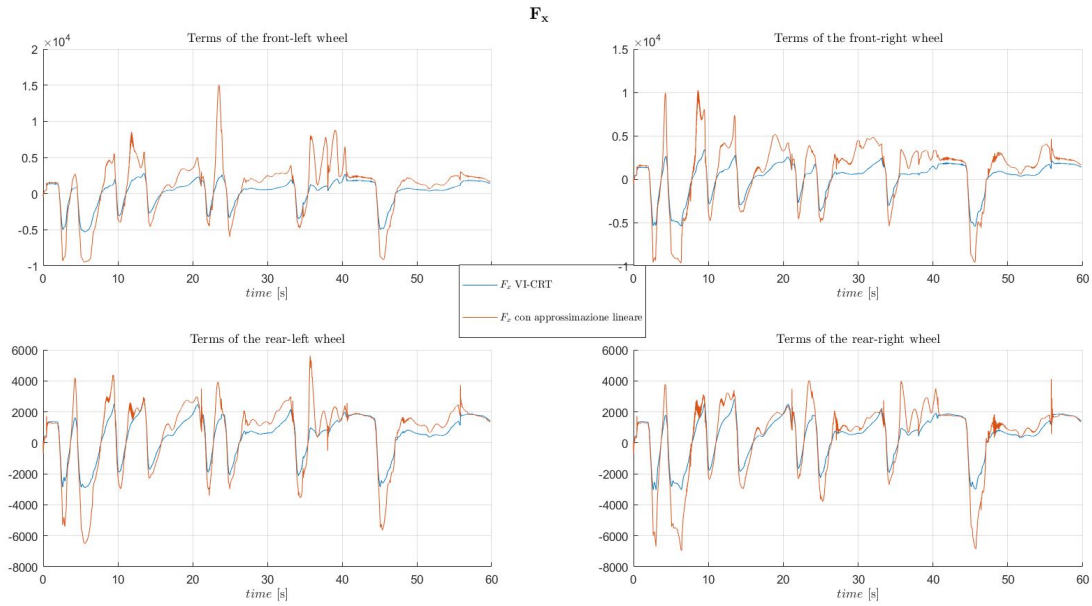 F_x
Terms of the front-left wheel
×10^4
2
1.5
1
0.5
0
-0.5
-1
0 10 20 30 40 50 60
time [s]
Terms of the front-right wheel
×10^4
1.5
1
0.5
0
-0.5
-1
0 10 20 30 40 50 60
time [s]
F_x VI-CRT
F_x con approssimazione lineare
Terms of the rear-left wheel
6000
4000
2000
0
-2000
-4000
-6000
-8000
0 10 20 30 40 50 60
time [s]
Terms of the rear-right wheel
8000
6000
4000
2000
0
-2000
-4000
-6000
-8000
0 10 20 30 40 50 60
time [s]